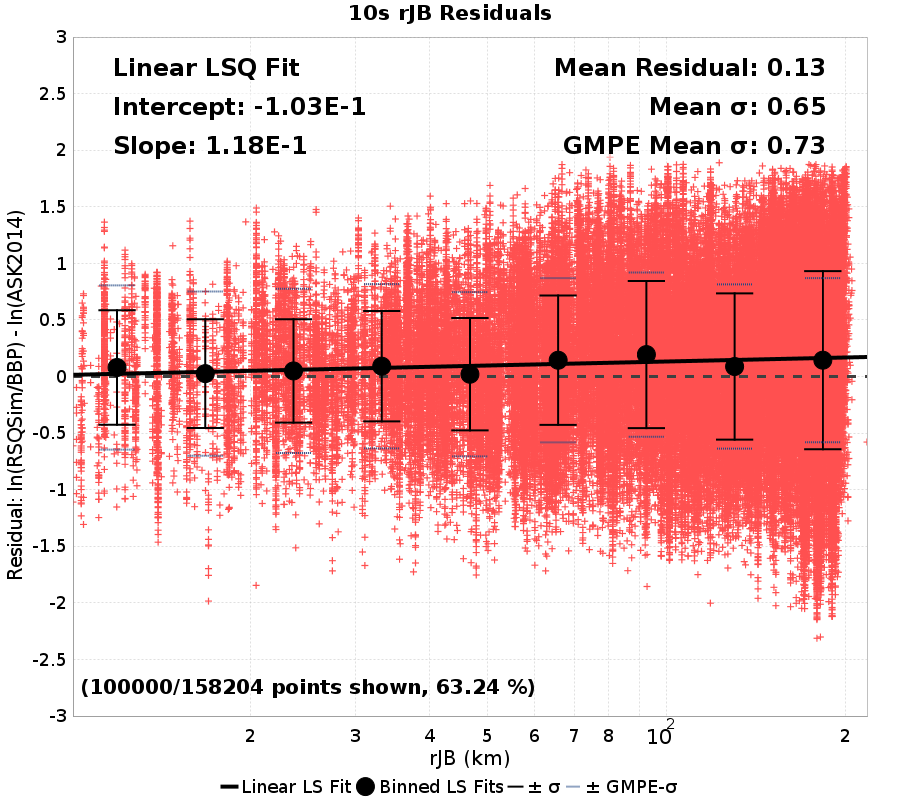 10s rJB Residuals
Linear LSQ Fit
Intercept: -1.03E-1
Slope: 1.18E-1
Mean Residual: 0.13
Mean σ: 0.65
GMPE Mean σ: 0.73
3
2.5
2
1.5
1
0.5
0
-0.5
-1
-1.5
-2
-2.5
-3
Residual: ln(RSQSim/BBP) - ln(ASK2014)
(100000/158204 points shown, 63.24 %)
2 3 4 5 6 7 8 10² 2
rJB (km)
Linear LS Fit Binned LS Fits ± σ ± GMPE-σ